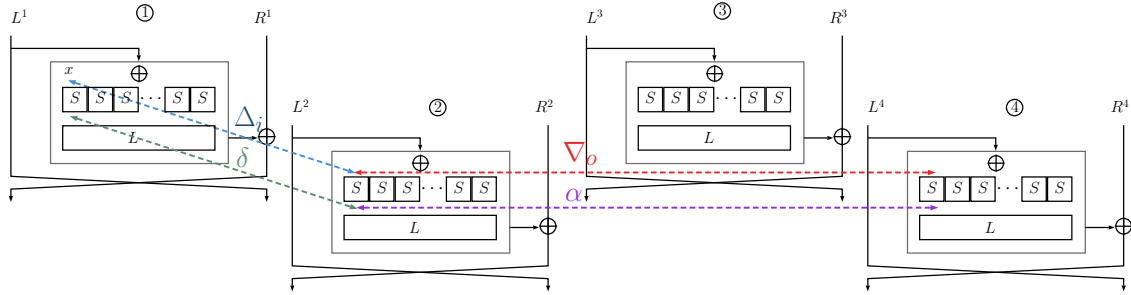 ① ③
L¹ R¹ L³ R³
x
S S S ··· S S
S S S ··· S S
L
Δᵢ
δ
② ④
L² R² L⁴ R⁴
∇ₒ
S S S ··· S S
S S S ··· S S
α
L
L